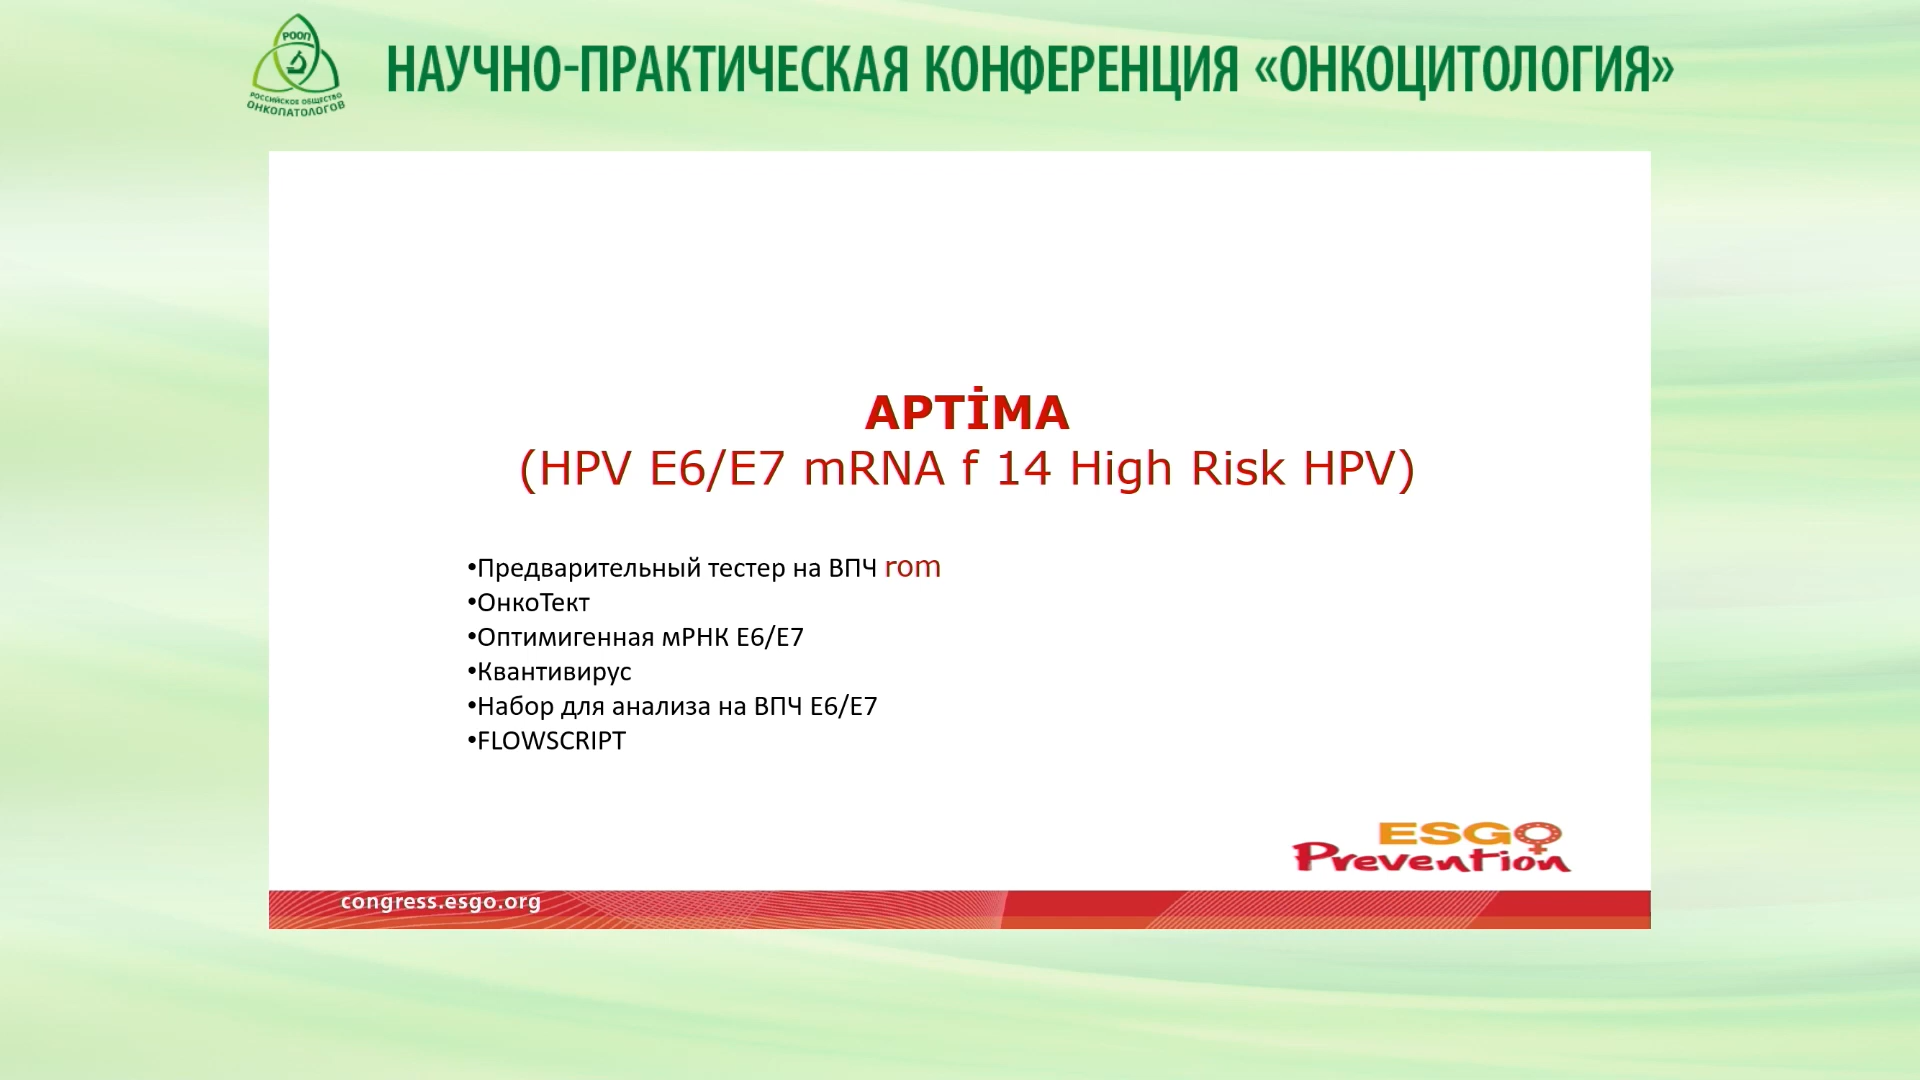 РООП
РОССИЙСКОЕ ОБЩЕСТВО
ОНКОПАТОЛОГОВ
НАУЧНО-ПРАКТИЧЕСКАЯ КОНФЕРЕНЦИЯ «ОНКОЦИТОЛОГИЯ»
APTİMA
(HPV E6/E7 mRNA f 14 High Risk HPV)
•Предварительный тестер на ВПЧ rom
•ОнкоТект
•Оптимигенная мРНК E6/E7
•Квантивирус
•Набор для анализа на ВПЧ E6/E7
•FLOWSCRIPT
ESGO
Prevention
congress.esgo.org